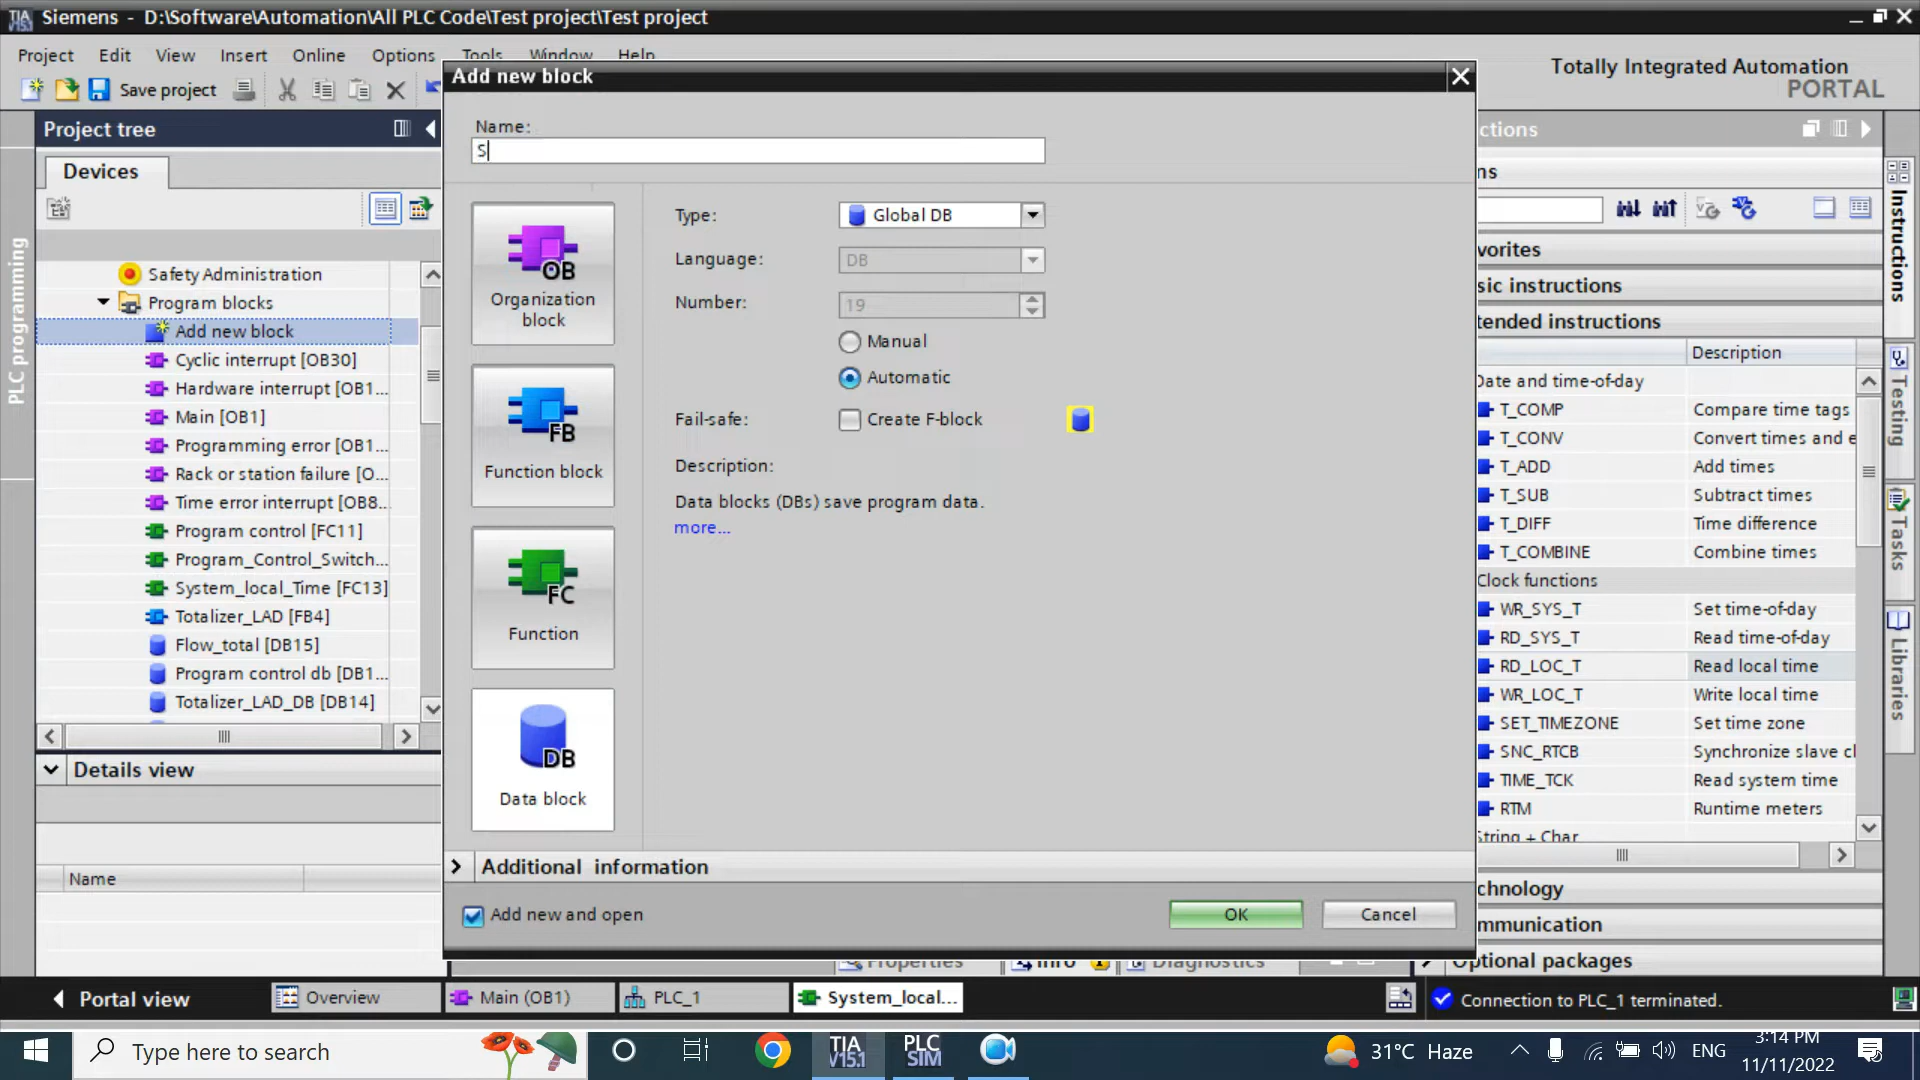 TIA
V15.1
Siemens - D:\Software\Automation\All PLC Code\Test project\Test project
Project Edit View Insert Online Options Tools Window Help
Totally Integrated Automation
PORTAL
Save project
Add new block
Project tree
Devices
PLC programming
Safety Administration
Program blocks
Add new block
Cyclic interrupt [OB30]
Hardware interrupt [OB1...
Main [OB1]
Programming error [OB1...
Rack or station failure [O...
Time error interrupt [OB8...
Program control [FC11]
Program_Control_Switch...
System_local_Time [FC13]
Totalizer_LAD [FB4]
Flow_total [DB15]
Program control db [DB1...
Totalizer_LAD_DB [DB14]
Details view
Name
Name:
S
OB
Organization
block
FB
Function block
FC
Function
DB
Data block
Type: Global DB
Language: DB
Number: 19
Manual
Automatic
Fail-safe: Create F-block
Description:
Data blocks (DBs) save program data.
more...
Additional information
Add new and open
OK Cancel
ctions
ns
vorites
sic instructions
tended instructions
Description
Date and time-of-day
T_COMP Compare time tags
T_CONV Convert times and e
T_ADD Add times
T_SUB Subtract times
T_DIFF Time difference
T_COMBINE Combine times
Clock functions
WR_SYS_T Set time-of-day
RD_SYS_T Read time-of-day
RD_LOC_T Read local time
WR_LOC_T Write local time
SET_TIMEZONE Set time zone
SNC_RTCB Synchronize slave cl
TIME_TCK Read system time
RTM Runtime meters
String + Char
chnology
mmunication
Optional packages
Instructions
Testing
Tasks
Libraries
Properties Info Diagnostics
Portal view Overview Main (OB1) PLC_1 System_local... Connection to PLC_1 terminated.
Type here to search
TIA
V15.1
PLC
SIM
31°C Haze
ENG
3:14 PM
11/11/2022